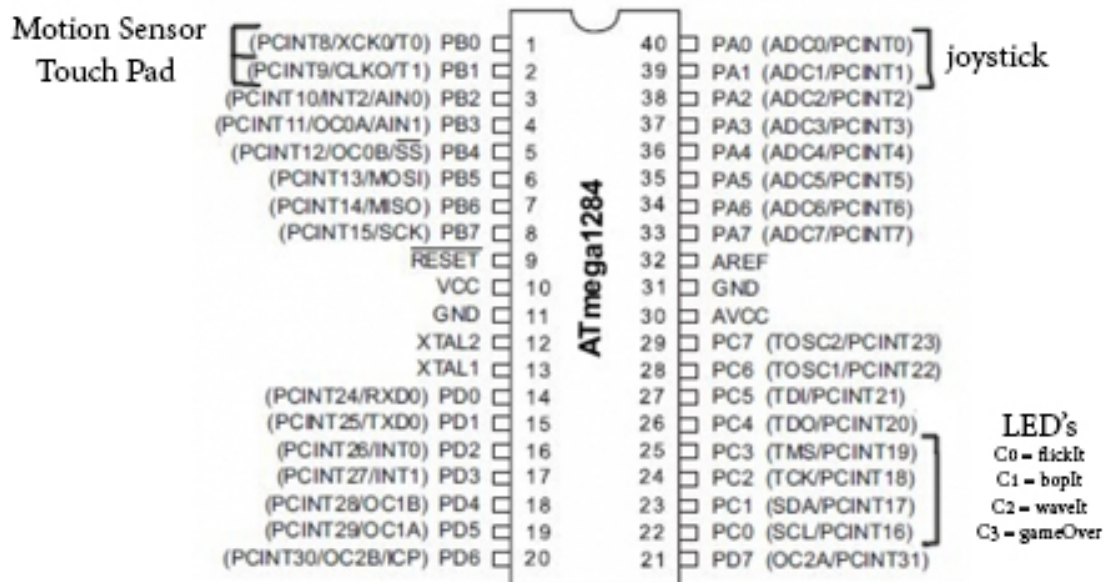 Motion Sensor
Touch Pad
(PCINT8/XCK0/T0) PB0 1
(PCINT9/CLKO/T1) PB1 2
(PCINT10/INT2/AIN0) PB2 3
(PCINT11/OC0A/AIN1) PB3 4
(PCINT12/OC0B/SS) PB4 5
(PCINT13/MOSI) PB5 6
(PCINT14/MISO) PB6 7
(PCINT15/SCK) PB7 8
RESET 9
VCC 10
GND 11
XTAL2 12
XTAL1 13
(PCINT24/RXD0) PD0 14
(PCINT25/TXD0) PD1 15
(PCINT26/INT0) PD2 16
(PCINT27/INT1) PD3 17
(PCINT28/OC1B) PD4 18
(PCINT29/OC1A) PD5 19
(PCINT30/OC2B/ICP) PD6 20
ATmega1284
40 PA0 (ADC0/PCINT0)
39 PA1 (ADC1/PCINT1)
38 PA2 (ADC2/PCINT2)
37 PA3 (ADC3/PCINT3)
36 PA4 (ADC4/PCINT4)
35 PA5 (ADC5/PCINT5)
34 PA6 (ADC6/PCINT6)
33 PA7 (ADC7/PCINT7)
32 AREF
31 GND
30 AVCC
29 PC7 (TOSC2/PCINT23)
28 PC6 (TOSC1/PCINT22)
27 PC5 (TDI/PCINT21)
26 PC4 (TDO/PCINT20)
25 PC3 (TMS/PCINT19)
24 PC2 (TCK/PCINT18)
23 PC1 (SDA/PCINT17)
22 PC0 (SCL/PCINT16)
21 PD7 (OC2A/PCINT31)
joystick
LED's
C0 = flickIt
C1 = bopIt
C2 = waveIt
C3 = gameOver